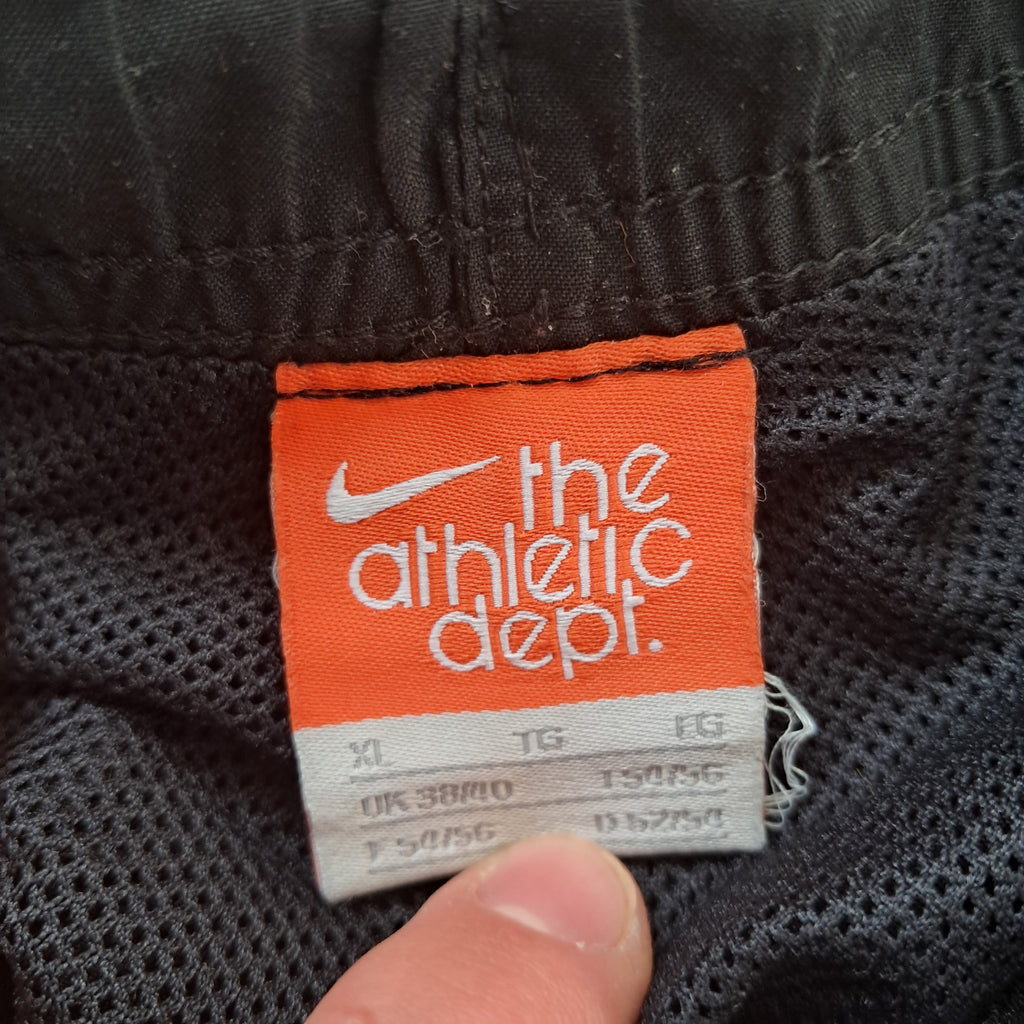 the
athletic
dept.
XL TG EG
UK 38/40 I 54/56
F 54/56 D 52/54